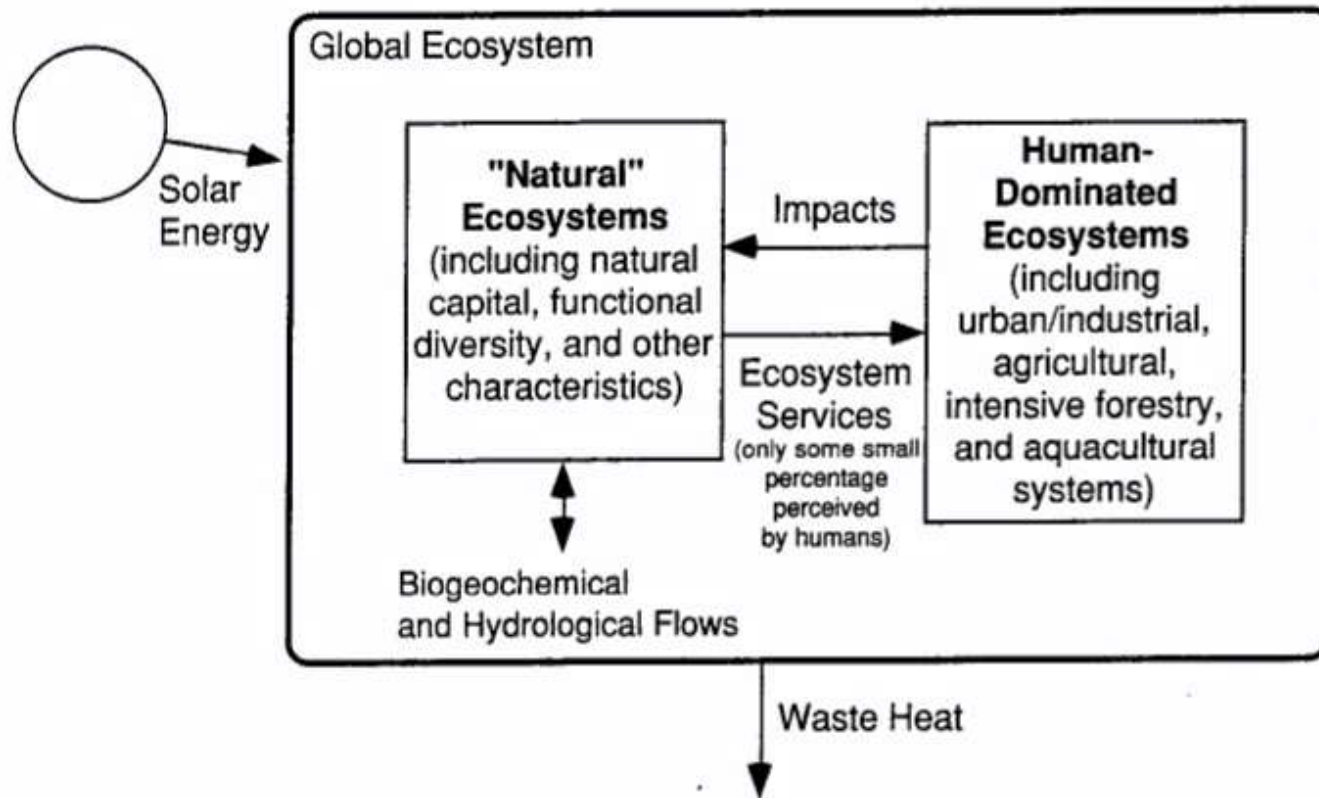 Global Ecosystem
Solar
Energy
"Natural"
Ecosystems
(including natural
capital, functional
diversity, and other
characteristics)
Impacts
Ecosystem
Services
(only some small
percentage
perceived
by humans)
Human-
Dominated
Ecosystems
(including
urban/industrial,
agricultural,
intensive forestry,
and aquacultural
systems)
Biogeochemical
and Hydrological Flows
Waste Heat